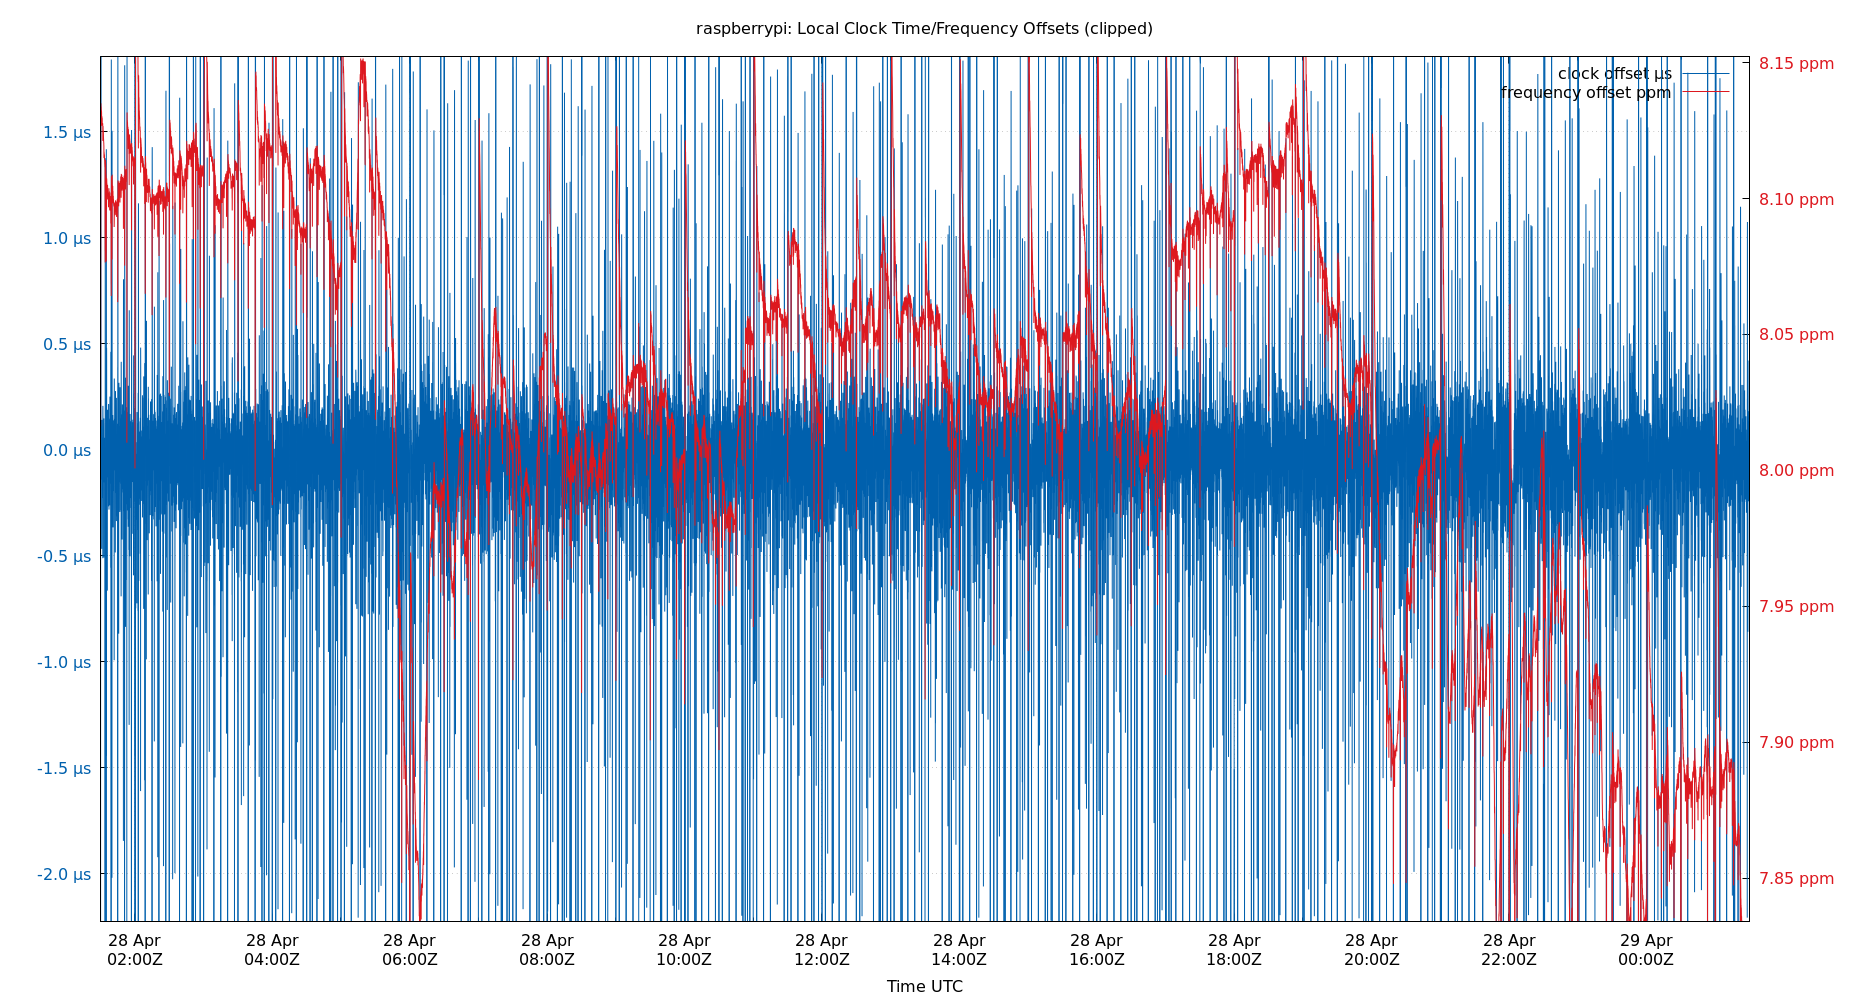 raspberrypi: Local Clock Time/Frequency Offsets (clipped)
clock offset µs
frequency offset ppm
1.5 µs
1.0 µs
0.5 µs
0.0 µs
-0.5 µs
-1.0 µs
-1.5 µs
-2.0 µs
8.15 ppm
8.10 ppm
8.05 ppm
8.00 ppm
7.95 ppm
7.90 ppm
7.85 ppm
28 Apr 28 Apr 28 Apr 28 Apr 28 Apr 28 Apr 28 Apr 28 Apr 28 Apr 28 Apr 28 Apr 29 Apr
02:00Z 04:00Z 06:00Z 08:00Z 10:00Z 12:00Z 14:00Z 16:00Z 18:00Z 20:00Z 22:00Z 00:00Z
Time UTC